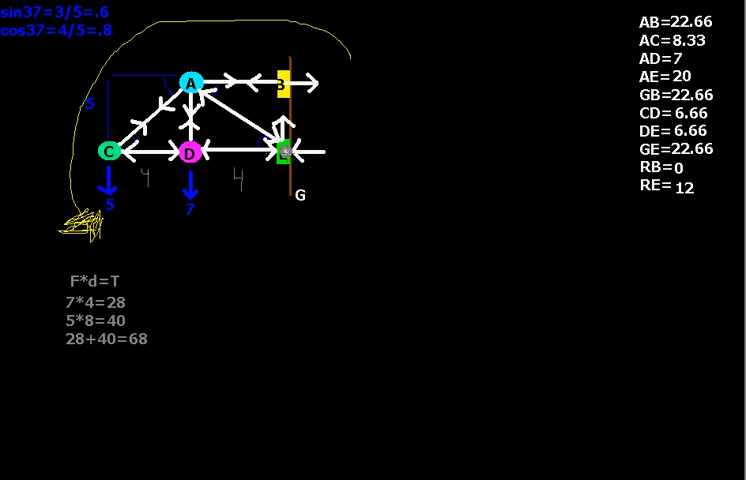 sin37=3/5=.6
cos37=4/5=.8
AB=22.66
AC=8.33
AD=7
AE=20
GB=22.66
CD=6.66
DE=6.66
GE=22.66
RB=0
RE=12
A
B
5
C
D
4
4
G
5
7
F*d=T
7*4=28
5*8=40
28+40=68